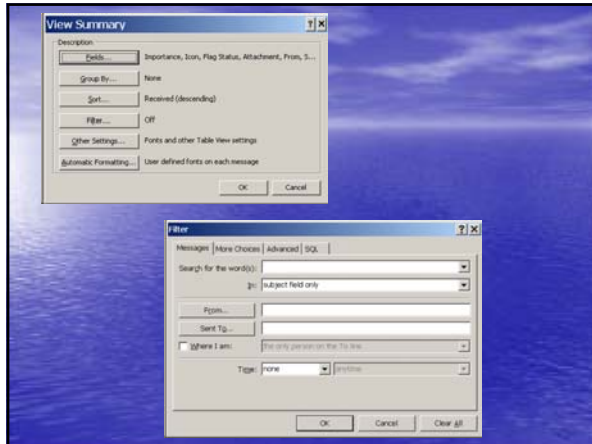 View Summary
Description
Fields... Importance, Icon, Flag Status, Attachment, From, S...
Group By... None
Sort... Received (descending)
Filter... Off
Other Settings... Fonts and other Table View settings
Automatic Formatting... User defined fonts on each message
OK Cancel
Filter
Messages More Choices Advanced SQL
Search for the word(s):
In: subject field only
From...
Sent To...
Where I am: the only person on the To line
Time: none anytime
OK Cancel Clear All